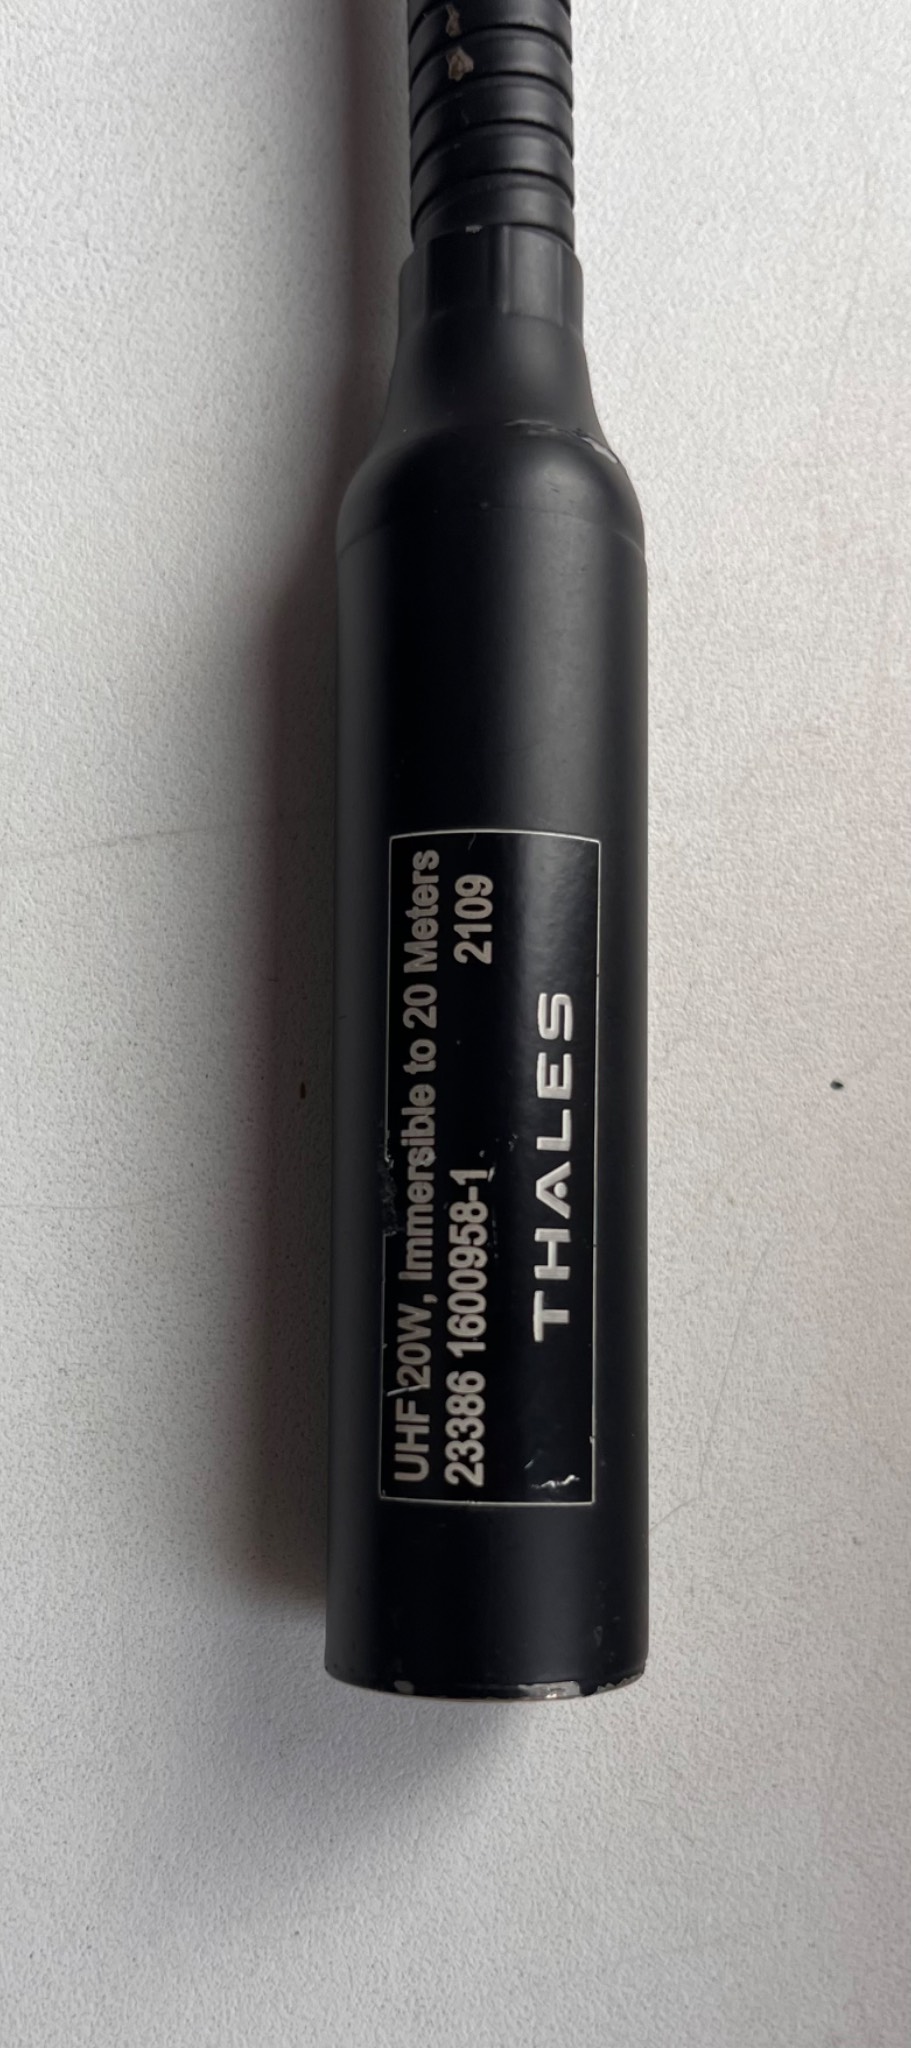 UHF 20W, Immersible to 20 Meters
23386 1600958-1 2109
THALES